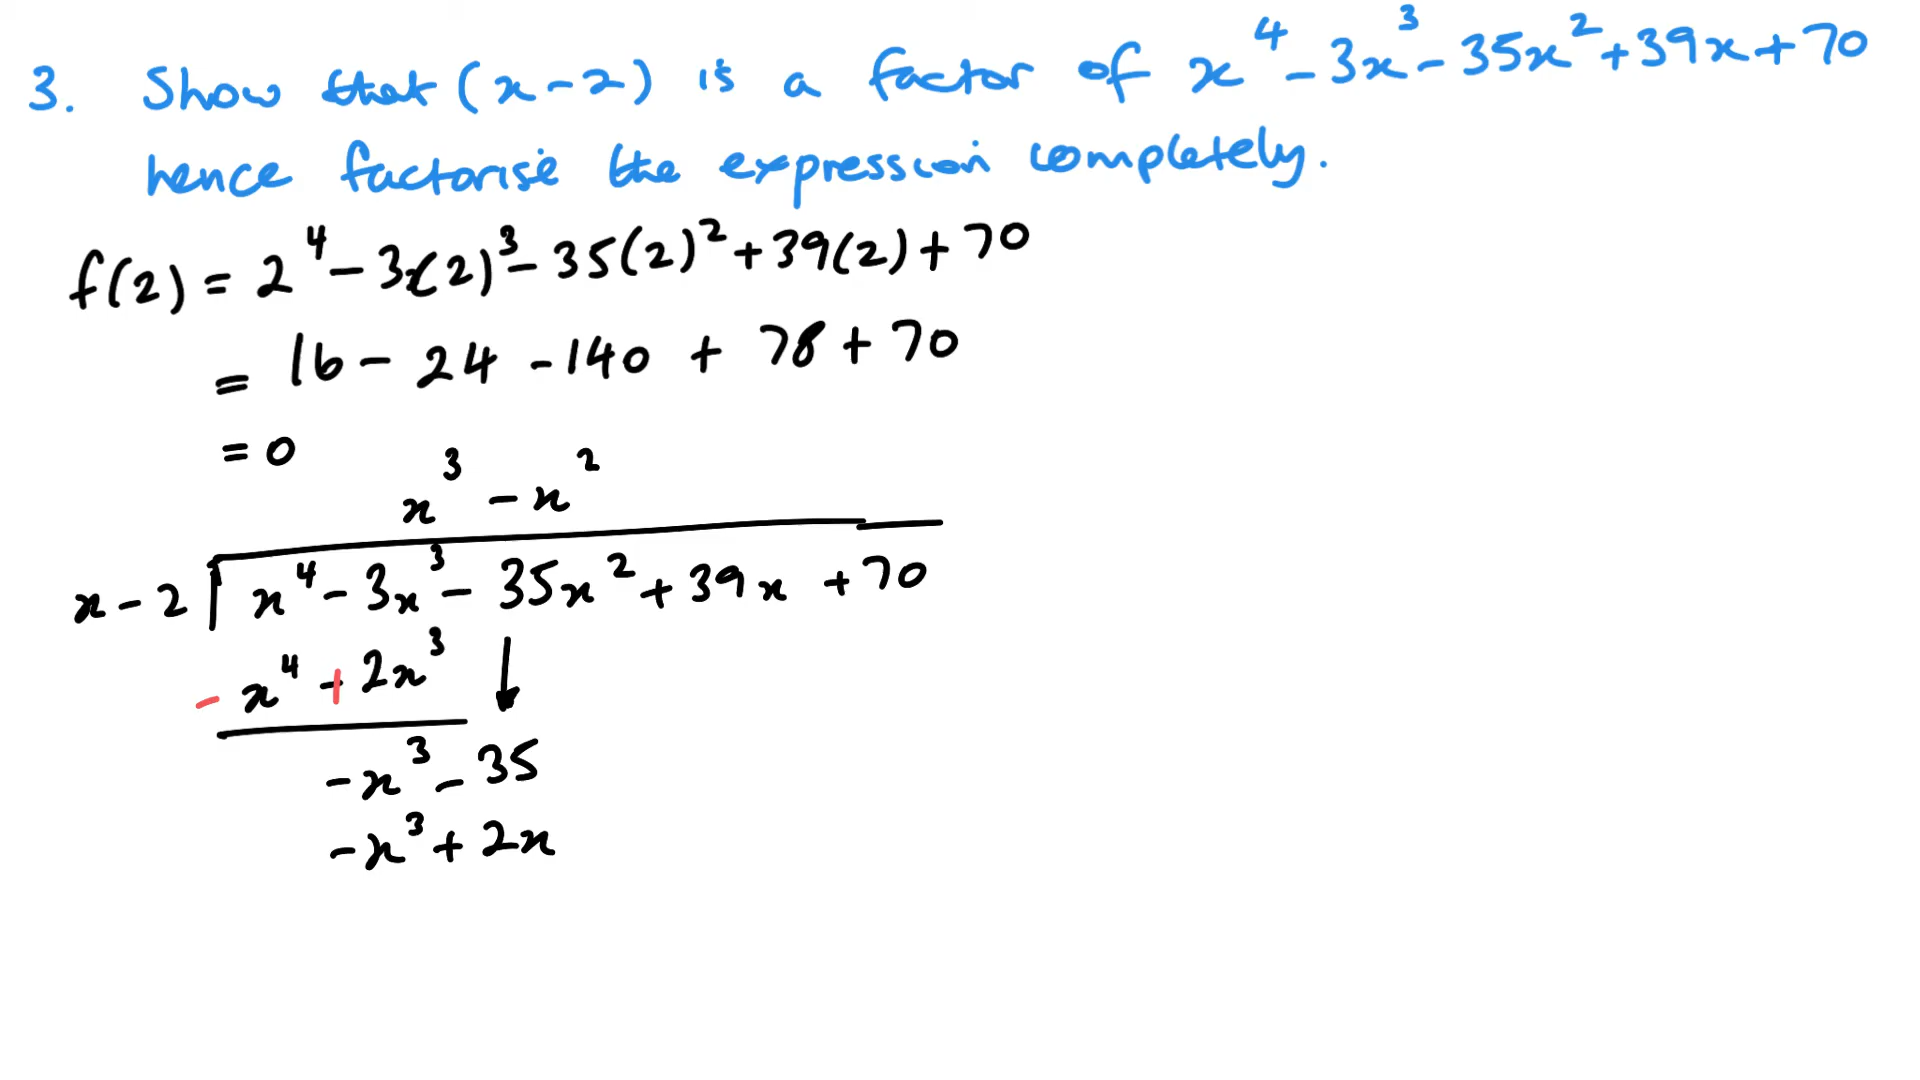 3. Show that (x-2) is a factor of x⁴ - 3x³ - 35x² + 39x + 70
hence factorise the expression completely.
f(2) = 2⁴ - 3(2)³ - 35(2)² + 39(2) + 70
= 16 - 24 - 140 + 78 + 70
= 0
x³ - x²
x - 2 x⁴ - 3x³ - 35x² + 39x + 70
- x⁴ + 2x³ ↓
-x³ - 35
-x³ + 2x